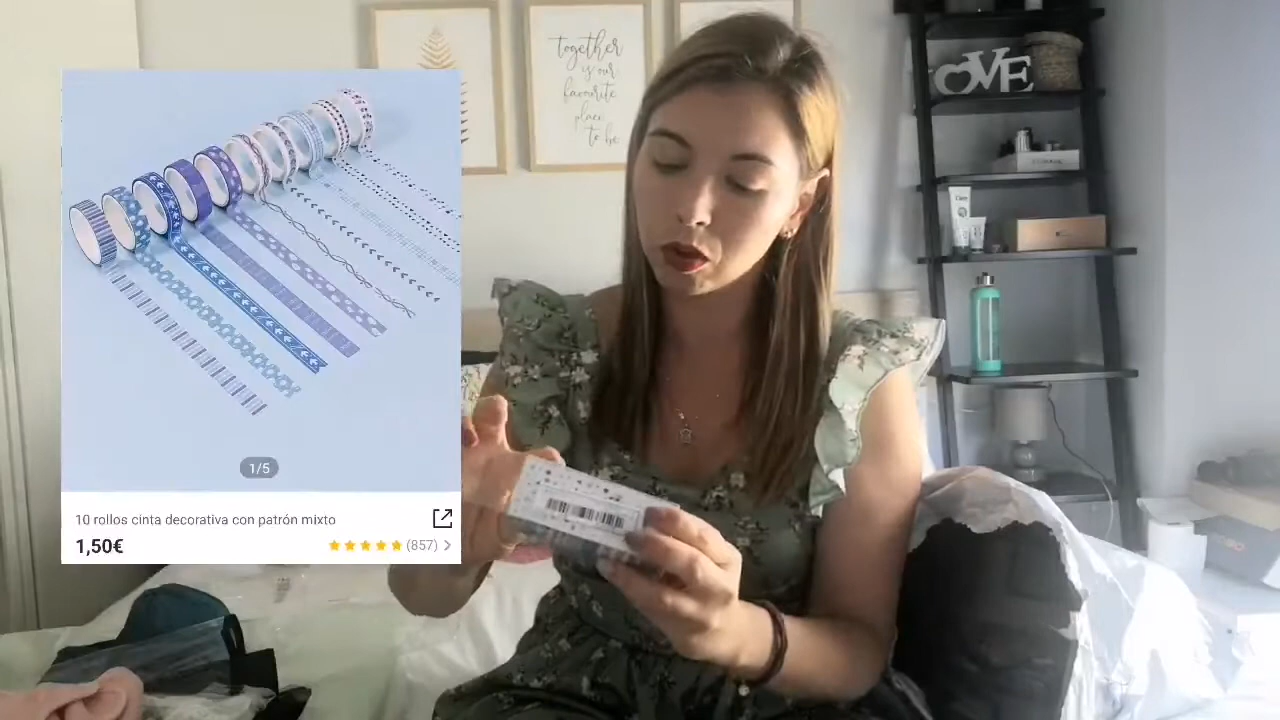 together
is our
favourite
place
to be
LOVE
1/5
10 rollos cinta decorativa con patrón mixto
1,50€
(857)